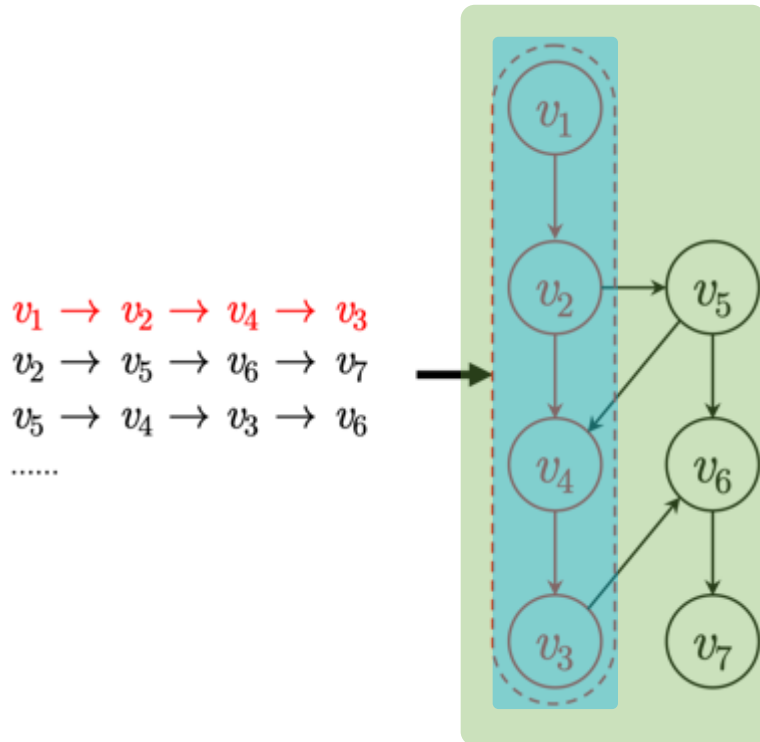 v₁ → v₂ → v₄ → v₃
v₂ → v₅ → v₆ → v₇
v₅ → v₄ → v₃ → v₆
......
v₁
v₂ v₅
v₄ v₆
v₃ v₇